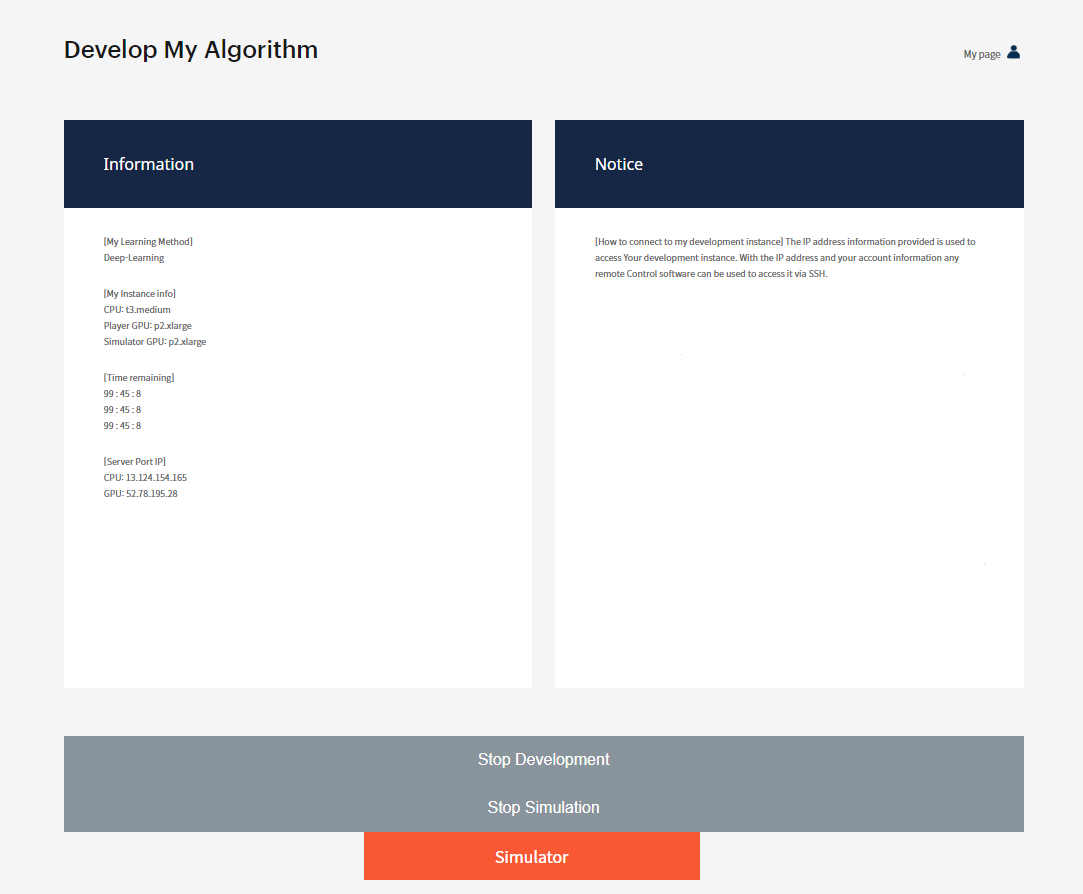 Develop My Algorithm
My page
Information
[My Learning Method]
Deep-Learning
[My Instance info]
CPU: t3.medium
Player GPU: p2.xlarge
Simulator GPU: p2.xlarge
[Time remaining]
99 : 45 : 8
99 : 45 : 8
99 : 45 : 8
[Server Port IP]
CPU: 13.124.154.165
GPU: 52.78.195.28
Notice
[How to connect to my development instance] The IP address information provided is used to
access Your development instance. With the IP address and your account information any
remote Control software can be used to access it via SSH.
Stop Development
Stop Simulation
Simulator